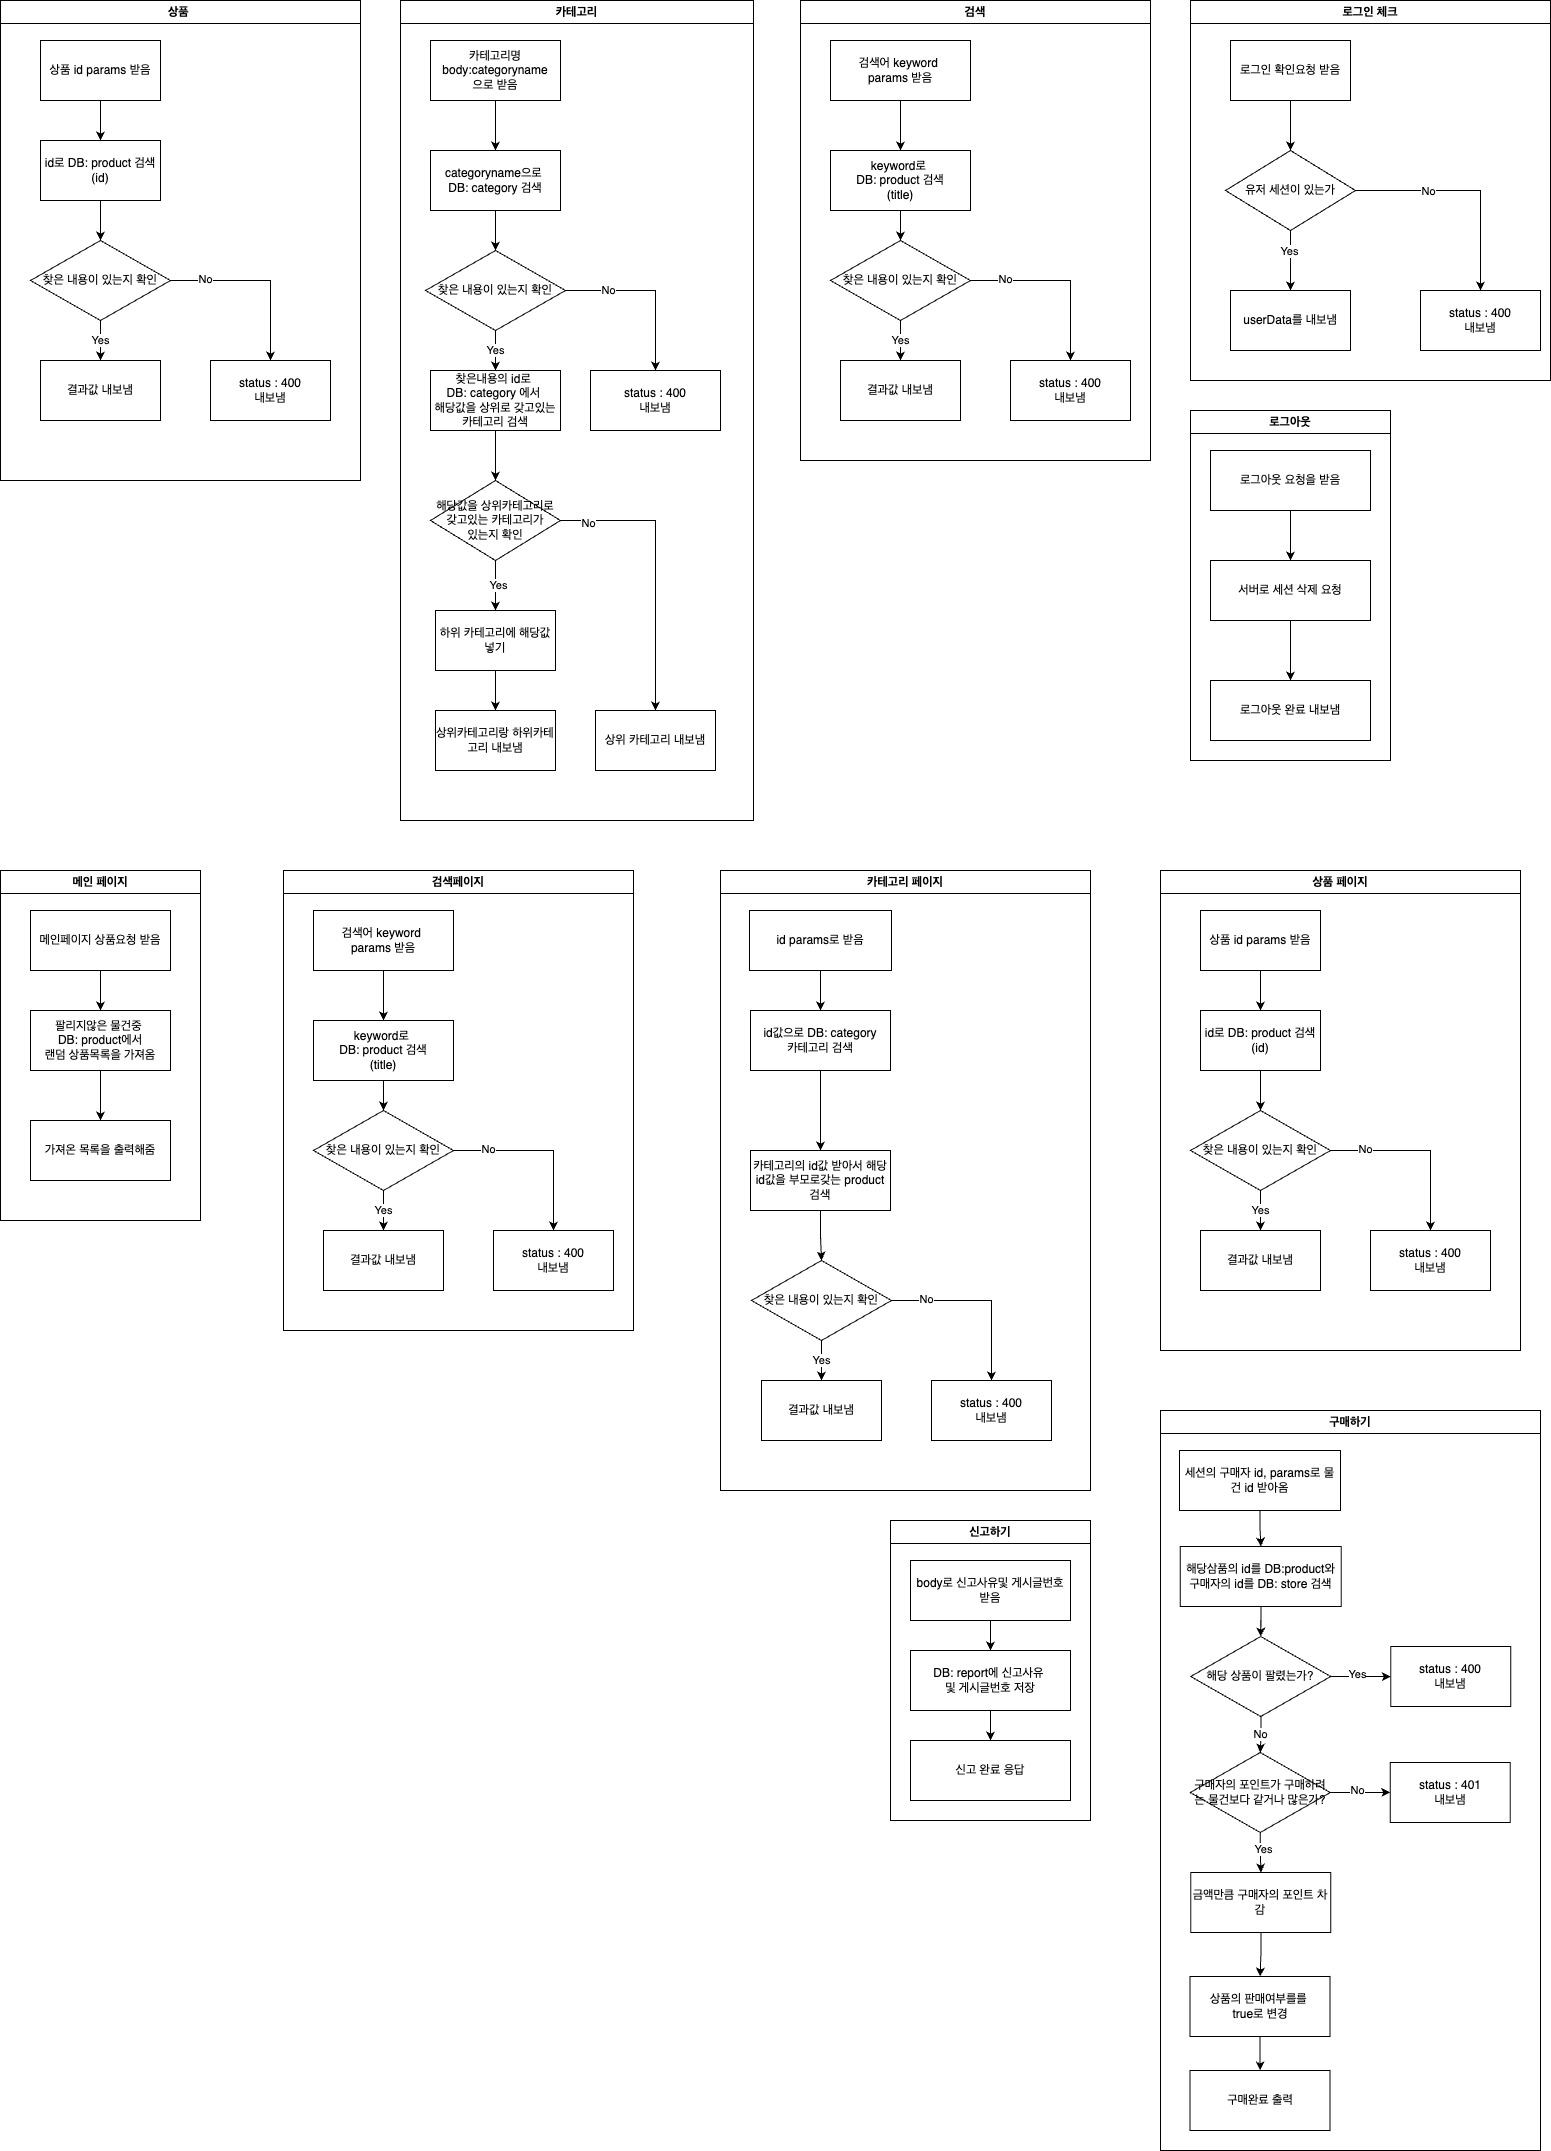 상품
상품 id params 받음
id로 DB: product 검색
(id)
찾은 내용이 있는지 확인
No
Yes
결과값 내보냄
status : 400
내보냄
카테고리
카테고리명
body:categoryname
으로 받음
categoryname으로
DB: category 검색
찾은 내용이 있는지 확인
No
Yes
찾은내용의 id로
DB: category 에서
해당값을 상위로 갖고있는
카테고리 검색
status : 400
내보냄
해당값을 상위카테고리로
갖고있는 카테고리가
있는지 확인
No
Yes
하위 카테고리에 해당값
넣기
상위카테고리랑 하위카테
고리 내보냄
상위 카테고리 내보냄
검색
검색어 keyword
params 받음
keyword로
DB: product 검색
(title)
찾은 내용이 있는지 확인
No
Yes
결과값 내보냄
status : 400
내보냄
로그인 체크
로그인 확인요청 받음
유저 세션이 있는가
No
Yes
userData를 내보냄
status : 400
내보냄
로그아웃
로그아웃 요청을 받음
서버로 세션 삭제 요청
로그아웃 완료 내보냄
메인 페이지
메인페이지 상품요청 받음
팔리지않은 물건중
DB: product에서
랜덤 상품목록을 가져옴
가져온 목록을 출력해줌
검색페이지
검색어 keyword
params 받음
keyword로
DB: product 검색
(title)
찾은 내용이 있는지 확인
No
Yes
결과값 내보냄
status : 400
내보냄
카테고리 페이지
id params로 받음
id값으로 DB: category
카테고리 검색
카테고리의 id값 받아서 해당
id값을 부모로갖는 product
검색
찾은 내용이 있는지 확인
No
Yes
결과값 내보냄
status : 400
내보냄
상품 페이지
상품 id params 받음
id로 DB: product 검색
(id)
찾은 내용이 있는지 확인
No
Yes
결과값 내보냄
status : 400
내보냄
신고하기
body로 신고사유및 게시글번호
받음
DB: report에 신고사유
및 게시글번호 저장
신고 완료 응답
구매하기
세션의 구매자 id, params로 물
건 id 받아옴
해당삼품의 id를 DB:product와
구매자의 id를 DB: store 검색
해당 상품이 팔렸는가?
Yes
status : 400
내보냄
No
구매자의 포인트가 구매하려
는 물건보다 같거나 많은가?
No
status : 401
내보냄
Yes
금액만큼 구매자의 포인트 차
감
상품의 판매여부를를
true로 변경
구매완료 출력